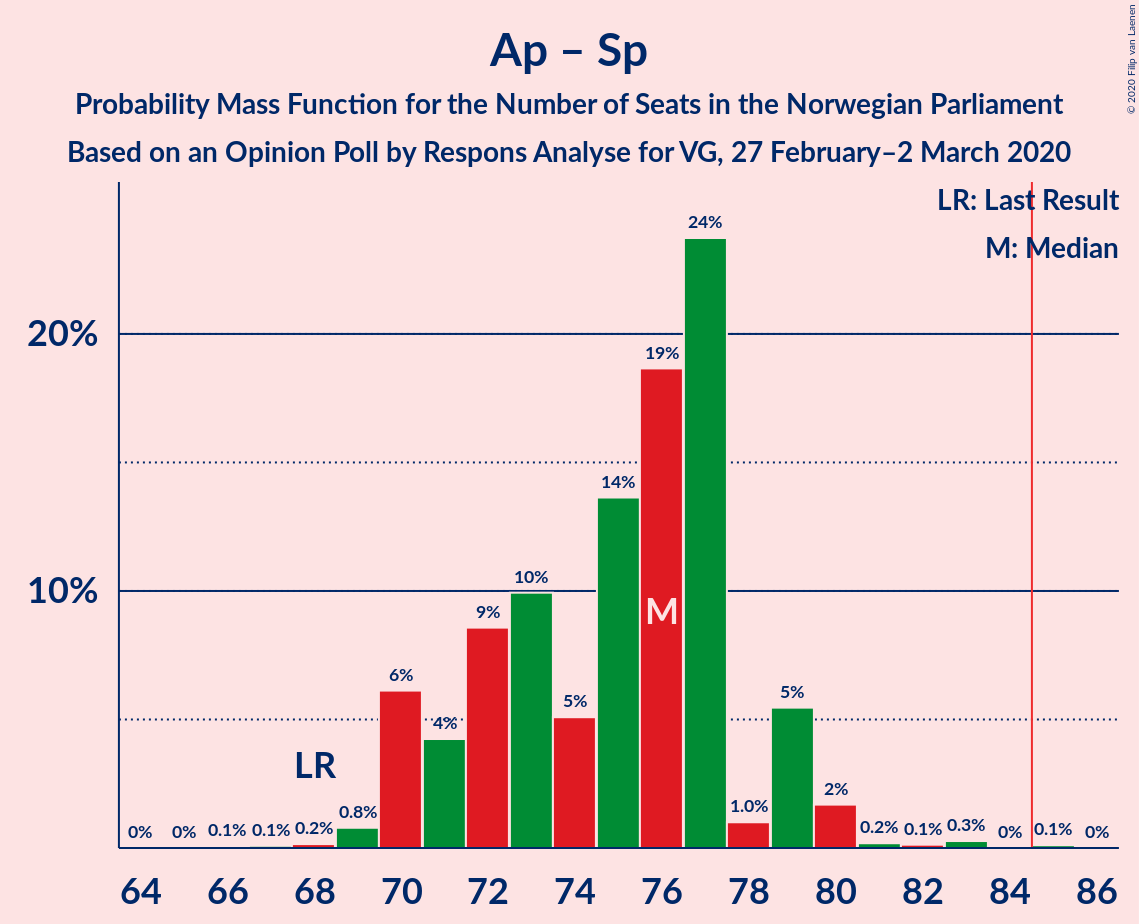 Ap – Sp
Probability Mass Function for the Number of Seats in the Norwegian Parliament
Based on an Opinion Poll by Respons Analyse for VG, 27 February–2 March 2020
© 2020 Filip van Laenen
LR: Last Result
M: Median
20%
10%
0% 0% 0.1% 0.1% 0.2% 0.8% 6% 4% 9% 10% 5% 14% 19% 24% 1.0% 5% 2% 0.2% 0.1% 0.3% 0% 0.1% 0%
LR
M
64 66 68 70 72 74 76 78 80 82 84 86